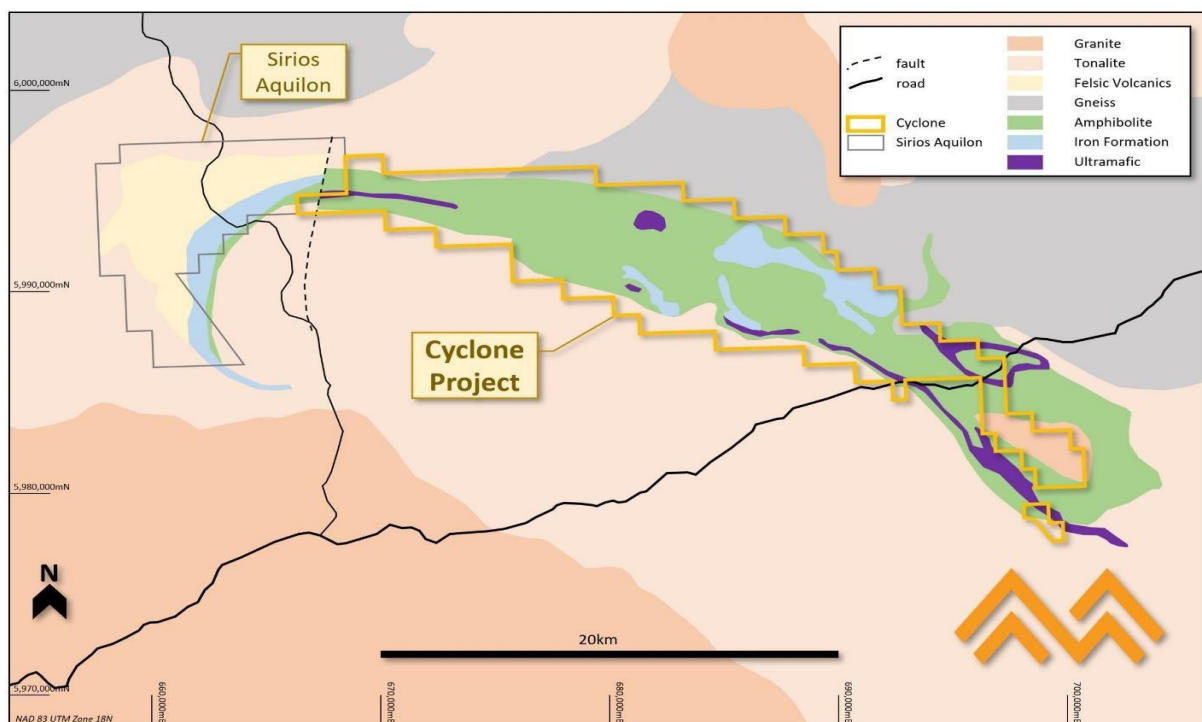 Sirios
Aquilon
6,000,000mN
5,990,000mN
5,980,000mN
5,970,000mN
fault
road
Cyclone
Sirios Aquilon
Granite
Tonalite
Felsic Volcanics
Gneiss
Amphibolite
Iron Formation
Ultramafic
Cyclone
Project
N
20km
660,000mE
670,000mE
680,000mE
690,000mE
700,000mE
NAD 83 UTM Zone 18N